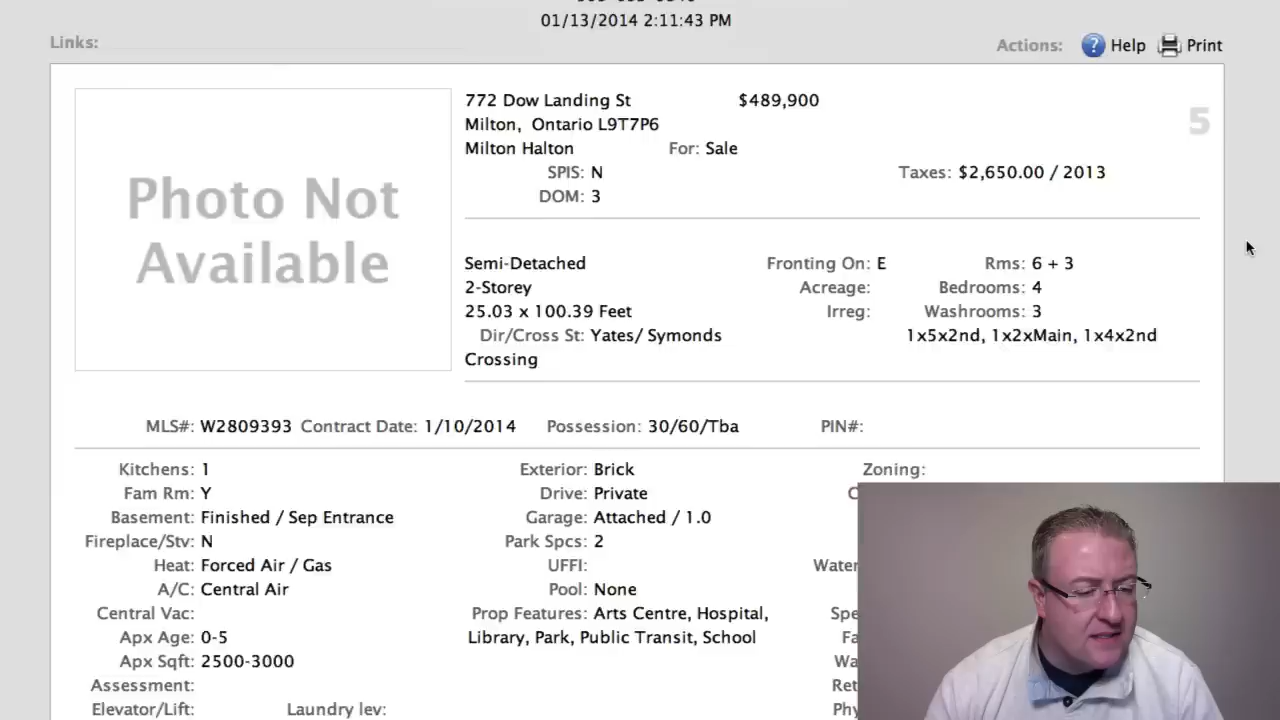 01/13/2014 2:11:43 PM
Links:
Actions: ? Help Print
Photo Not
Available
772 Dow Landing St $489,900
Milton, Ontario L9T7P6
Milton Halton For: Sale
SPIS: N Taxes: $2,650.00 / 2013
DOM: 3
5
Semi-Detached Fronting On: E Rms: 6 + 3
2-Storey Acreage: Bedrooms: 4
25.03 x 100.39 Feet Irreg: Washrooms: 3
Dir/Cross St: Yates/ Symonds 1x5x2nd, 1x2xMain, 1x4x2nd
Crossing
MLS#: W2809393 Contract Date: 1/10/2014 Possession: 30/60/Tba PIN#:
Kitchens: 1 Exterior: Brick Zoning:
Fam Rm: Y Drive: Private
Basement: Finished / Sep Entrance Garage: Attached / 1.0
Fireplace/Stv: N Park Spcs: 2
Heat: Forced Air / Gas UFFI: Water
A/C: Central Air Pool: None
Central Vac: Prop Features: Arts Centre, Hospital, Spe
Apx Age: 0-5 Library, Park, Public Transit, School Fa
Apx Sqft: 2500-3000 Wa
Assessment: Ret
Elevator/Lift: Laundry lev: Phy